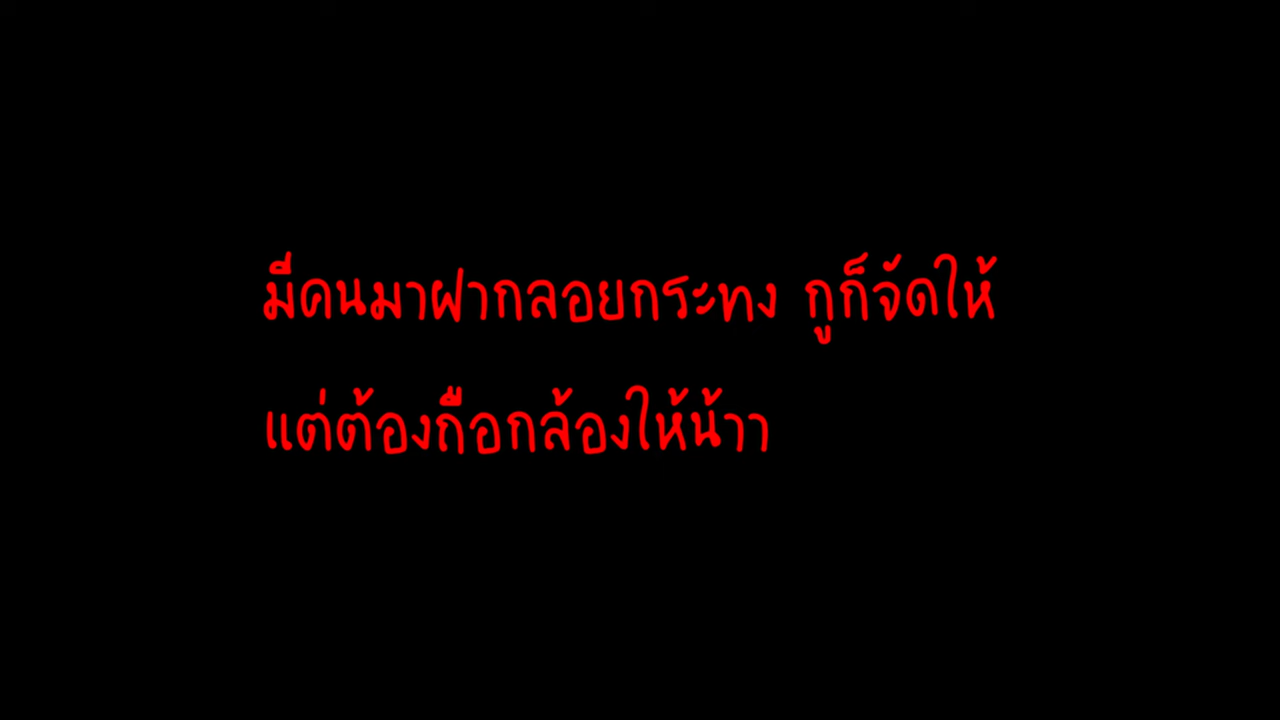 มีคนมาฝากลอยกระทง กูก็จัดให้
แต่ต้องถือกล้องให้น้าา